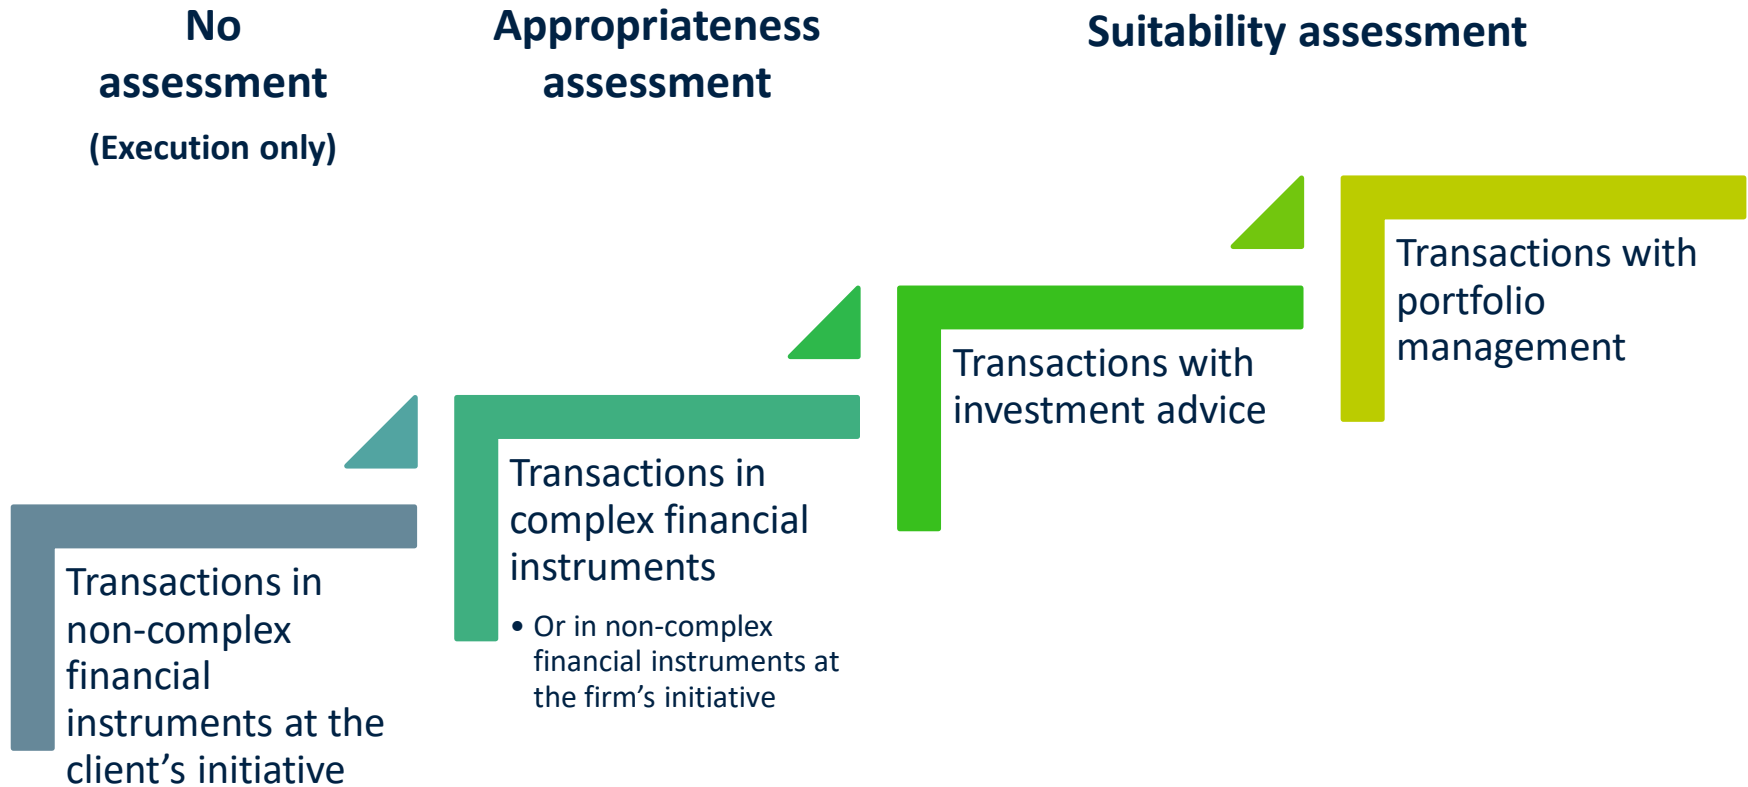 No
assessment
(Execution only)
Appropriateness
assessment
Suitability assessment
Transactions in
non-complex
financial
instruments at the
client’s initiative
Transactions in
complex financial
instruments
• Or in non-complex
financial instruments at
the firm’s initiative
Transactions with
investment advice
Transactions with
portfolio
management